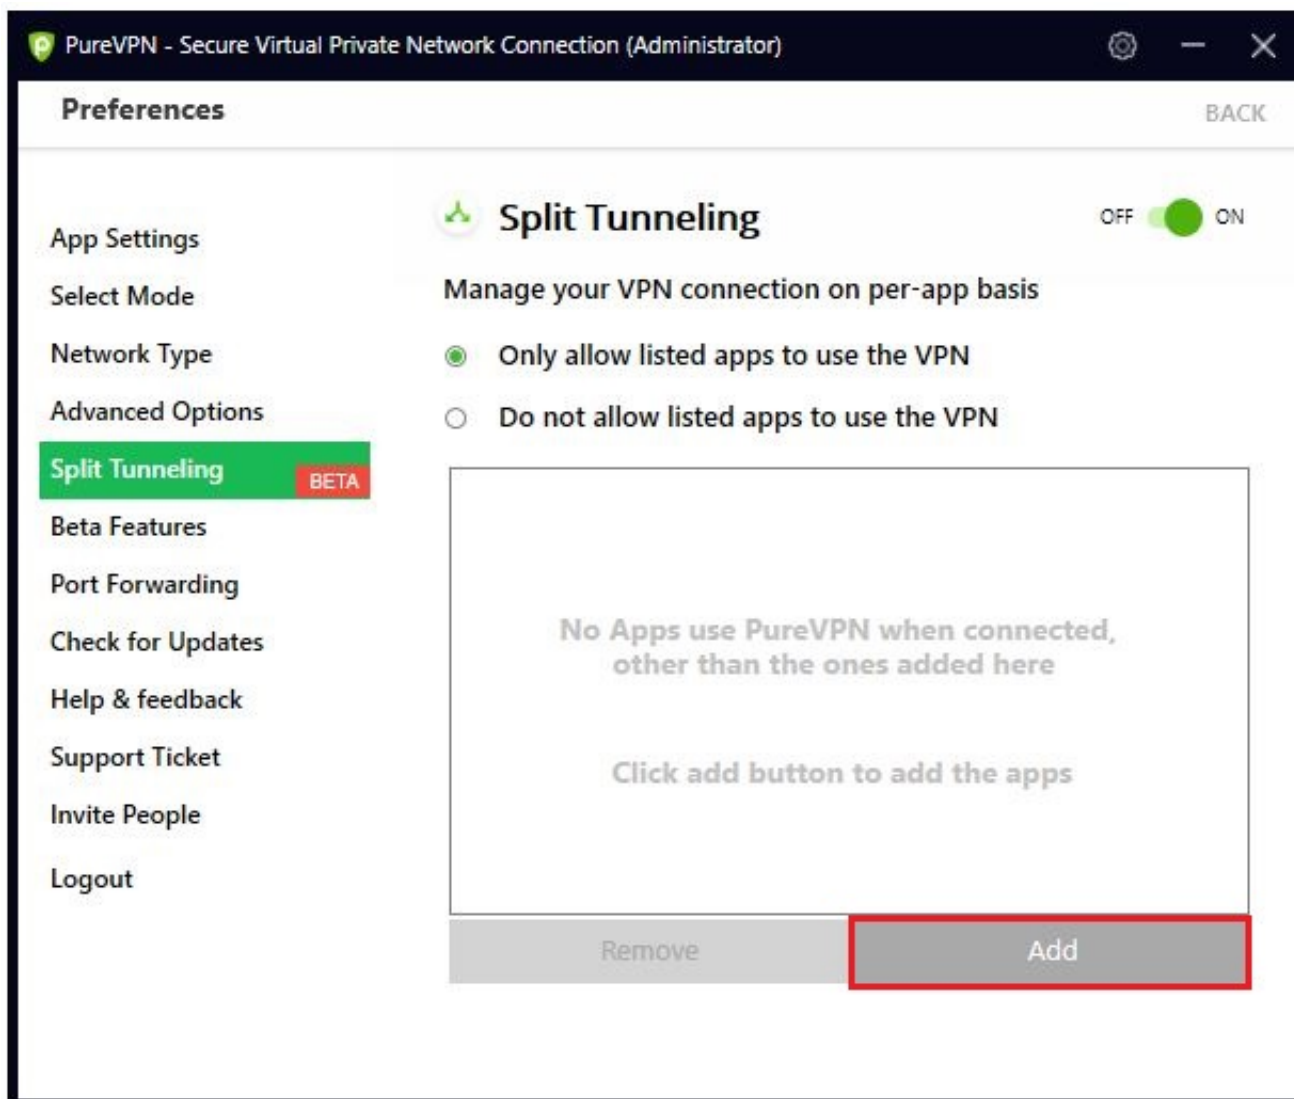 PureVPN - Secure Virtual Private Network Connection (Administrator)
Preferences
BACK
App Settings
Select Mode
Network Type
Advanced Options
Split Tunneling
BETA
Beta Features
Port Forwarding
Check for Updates
Help & feedback
Support Ticket
Invite People
Logout
Split Tunneling
OFF ON
Manage your VPN connection on per-app basis
Only allow listed apps to use the VPN
Do not allow listed apps to use the VPN
No Apps use PureVPN when connected,
other than the ones added here
Click add button to add the apps
Remove
Add